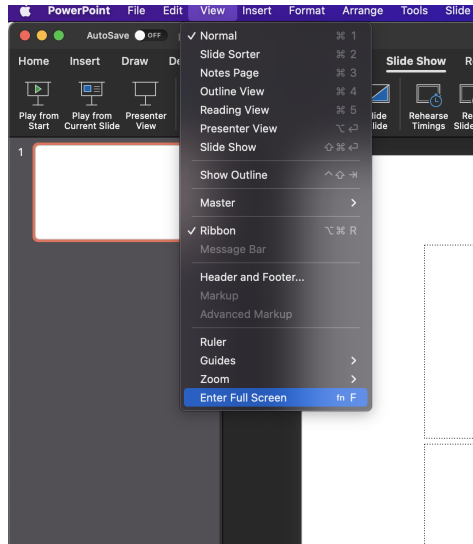 PowerPoint File Edit View Insert Format Arrange Tools Slide
AutoSave OFF
Home Insert Draw De Slide Show R
Play from Start
Play from Current Slide
Presenter View
lide
lide
Rehearse Timings
Re
Slide
1
✓ Normal ⌘ 1
Slide Sorter ⌘ 2
Notes Page ⌘ 3
Outline View ⌘ 4
Reading View ⌘ 5
Presenter View ⌥ ↩
Slide Show ⇧ ⌘ ↩
Show Outline ^ ⇧ ⇥
Master >
✓ Ribbon ⌥ ⌘ R
Message Bar
Header and Footer...
Markup
Advanced Markup
Ruler
Guides >
Zoom >
Enter Full Screen fn F